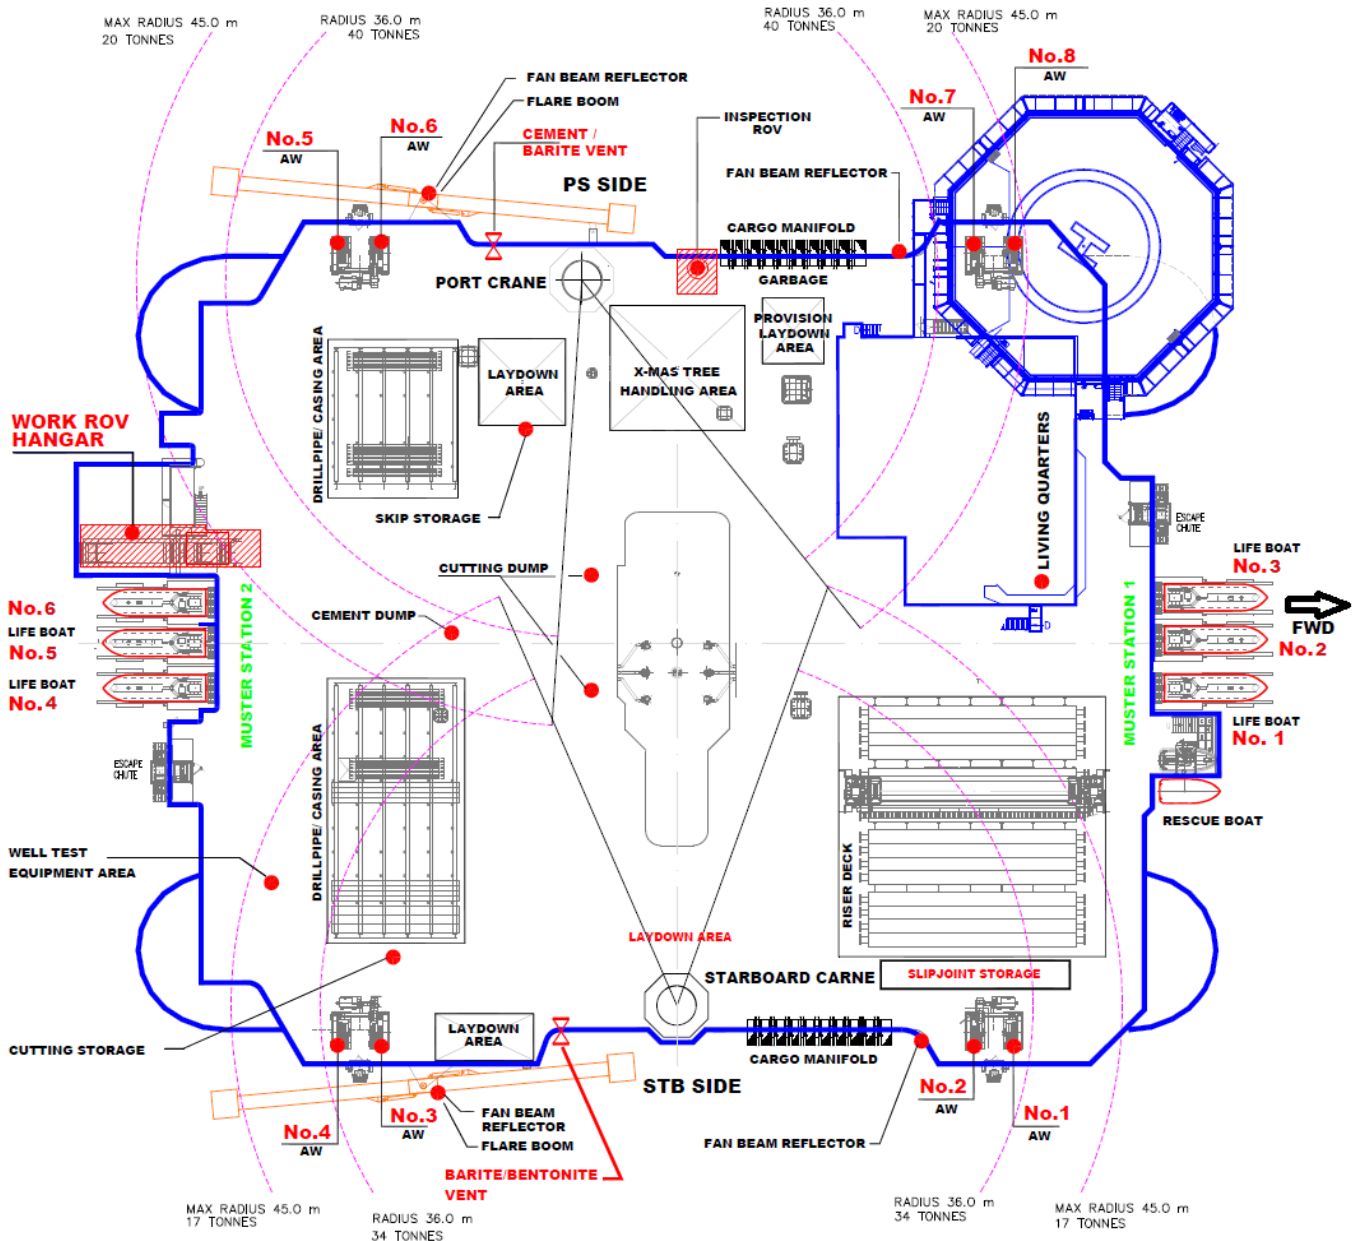 MAX RADIUS 45.0 m
20 TONNES
RADIUS 36.0 m
40 TONNES
RADIUS 36.0 m
40 TONNES
MAX RADIUS 45.0 m
20 TONNES
No.5
AW
No.6
AW
FAN BEAM REFLECTOR
FLARE BOOM
CEMENT /
BARITE VENT
PS SIDE
INSPECTION
ROV
FAN BEAM REFLECTOR
No.7
AW
No.8
AW
CARGO MANIFOLD
GARBAGE
PORT CRANE
PROVISION
LAYDOWN
AREA
DRILLPIPE/ CASING AREA
LAYDOWN
AREA
X-MAS TREE
HANDLING AREA
WORK ROV
HANGAR
SKIP STORAGE
LIVING QUARTERS
ESCAPE
CHUTE
CUTTING DUMP
CEMENT DUMP
No.6
LIFE BOAT
No.5
LIFE BOAT
No.4
MUSTER STATION 2
MUSTER STATION 1
LIFE BOAT
No.3
FWD
No.2
LIFE BOAT
No. 1
ESCAPE
CHUTE
RESCUE BOAT
WELL TEST
EQUIPMENT AREA
DRILLPIPE/ CASING AREA
RISER DECK
LAYDOWN AREA
STARBOARD CARNE
SLIPJOINT STORAGE
CUTTING STORAGE
LAYDOWN
AREA
CARGO MANIFOLD
STB SIDE
No.4
AW
No.3
AW
FAN BEAM
REFLECTOR
FLARE BOOM
BARITE/BENTONITE
VENT
FAN BEAM REFLECTOR
No.2
AW
No.1
AW
MAX RADIUS 45.0 m
17 TONNES
RADIUS 36.0 m
34 TONNES
RADIUS 36.0 m
34 TONNES
MAX RADIUS 45.0 m
17 TONNES